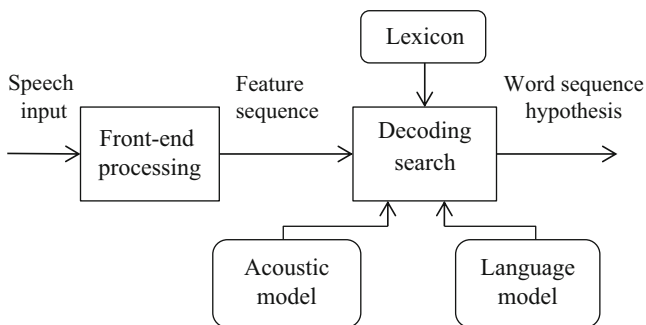 Lexicon
Speech
input
Front-end
processing
Feature
sequence
Decoding
search
Word sequence
hypothesis
Acoustic
model
Language
model